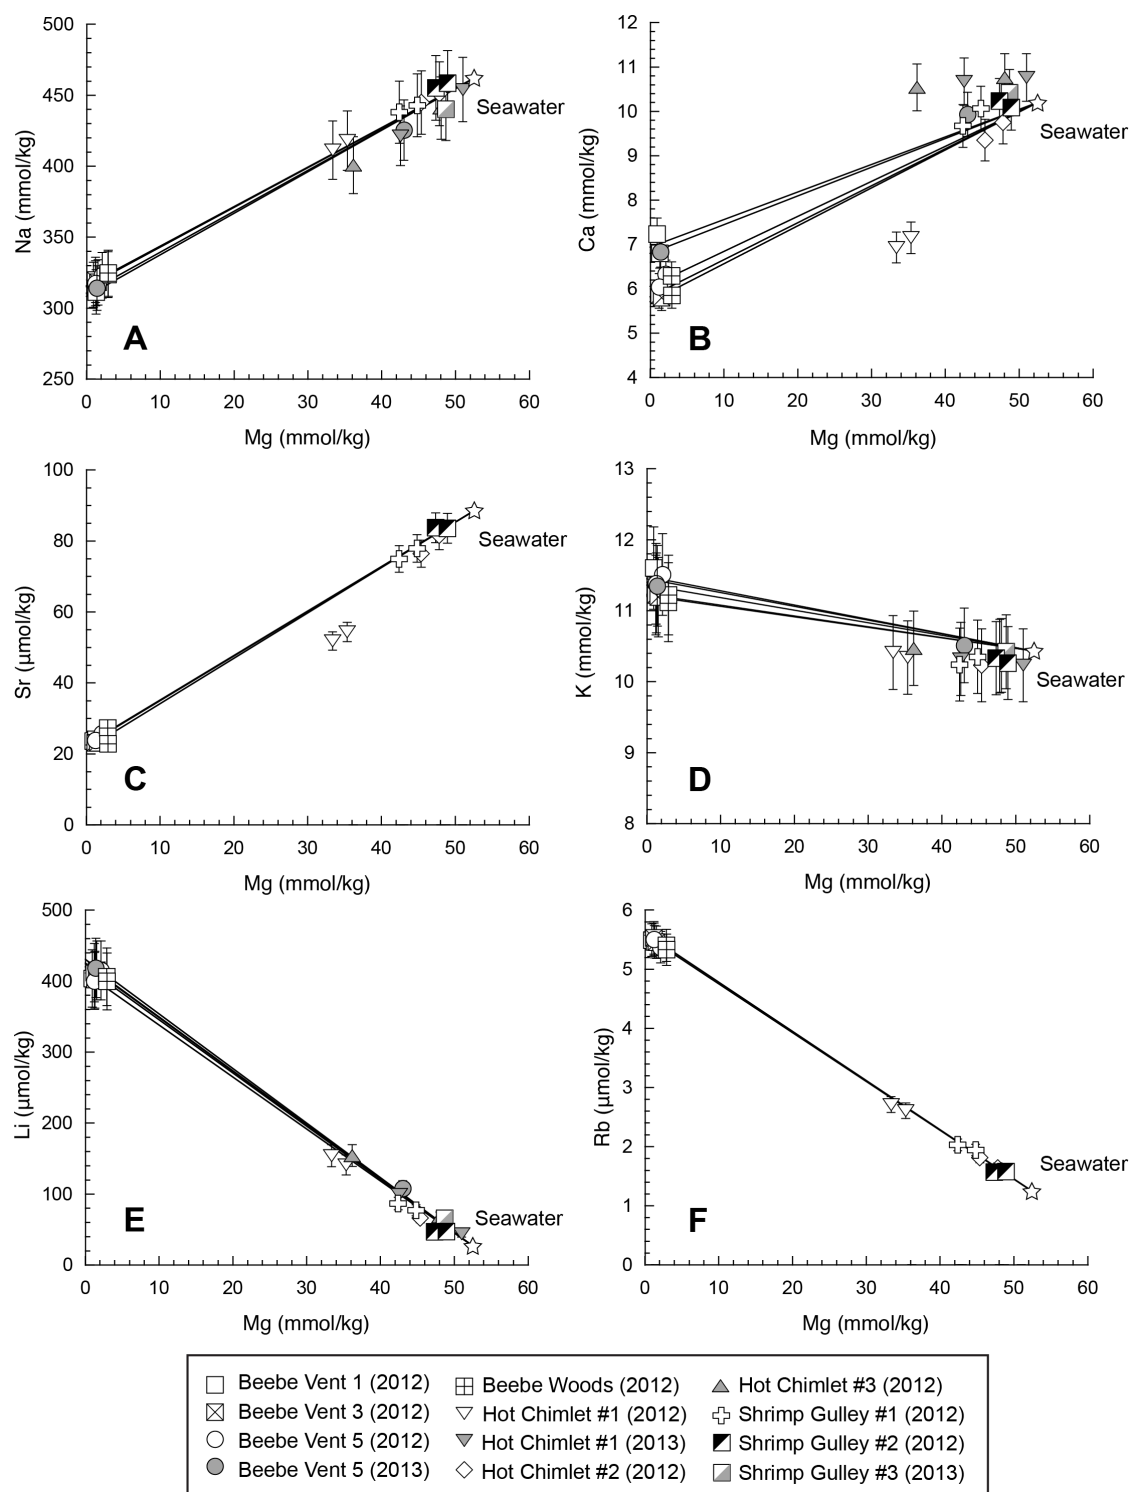 500
450
400
350
300
250
Na (mmol/kg)
Seawater
A
0 10 20 30 40 50 60
Mg (mmol/kg)
12
11
10
9
8
7
6
5
4
Ca (mmol/kg)
Seawater
B
0 10 20 30 40 50 60
Mg (mmol/kg)
100
80
60
40
20
0
Sr (µmol/kg)
Seawater
C
0 10 20 30 40 50 60
Mg (mmol/kg)
13
12
11
10
9
8
K (mmol/kg)
Seawater
D
0 10 20 30 40 50 60
Mg (mmol/kg)
500
400
300
200
100
0
Li (µmol/kg)
Seawater
E
0 10 20 30 40 50 60
Mg (mmol/kg)
6
5
4
3
2
1
0
Rb (µmol/kg)
Seawater
F
0 10 20 30 40 50 60
Mg (mmol/kg)
Beebe Vent 1 (2012)
Beebe Vent 3 (2012)
Beebe Vent 5 (2012)
Beebe Vent 5 (2013)
Beebe Woods (2012)
Hot Chimlet #1 (2012)
Hot Chimlet #1 (2013)
Hot Chimlet #2 (2012)
Hot Chimlet #3 (2012)
Shrimp Gulley #1 (2012)
Shrimp Gulley #2 (2012)
Shrimp Gulley #3 (2013)